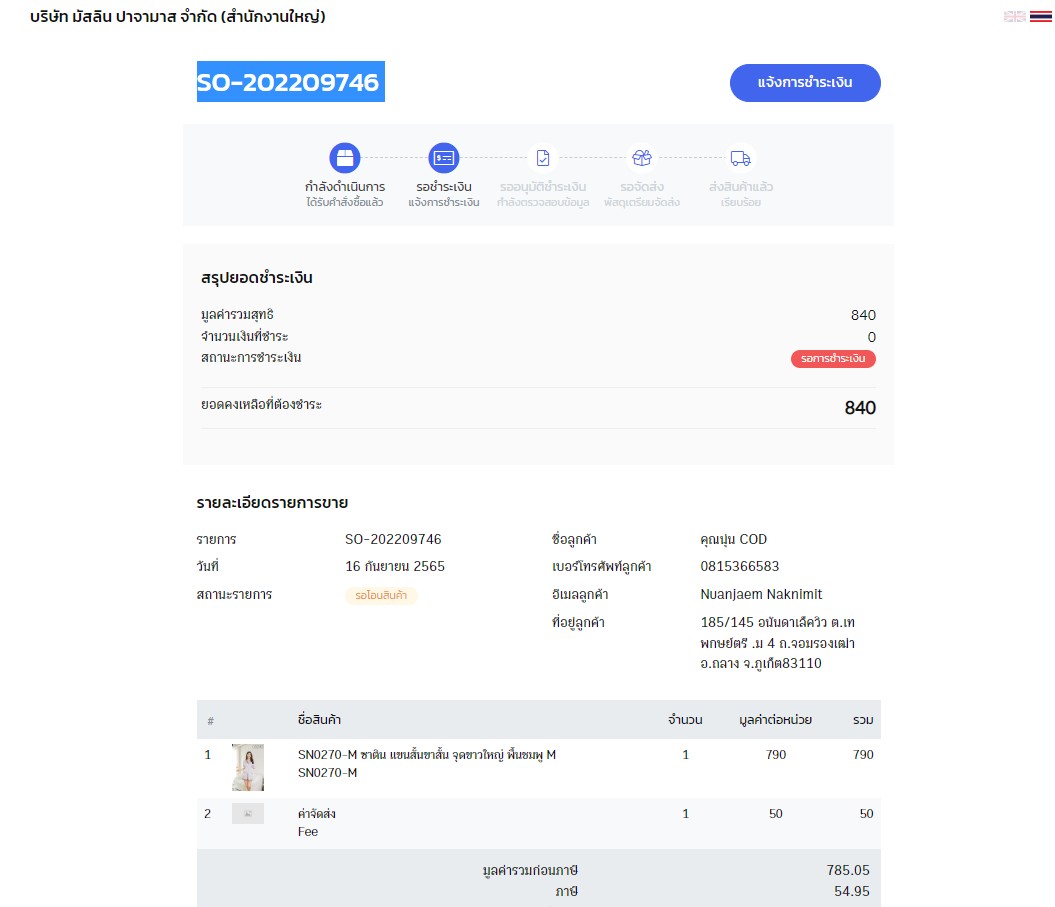 บริษัท มัสลิน ปาจามาส จำกัด (สำนักงานใหญ่)
SO-202209746
แจ้งการชำระเงิน
กำลังดำเนินการ
ได้รับคำสั่งซื้อแล้ว
รอชำระเงิน
แจ้งการชำระเงิน
รออนุมัติชำระเงิน
กำลังตรวจสอบข้อมูล
รอจัดส่ง
พัสดุเตรียมจัดส่ง
ส่งสินค้าแล้ว
เรียบร้อย
สรุปยอดชำระเงิน
มูลค่ารวมสุทธิ 840
จำนวนเงินที่ชำระ 0
สถานะการชำระเงิน รอการชำระเงิน
ยอดคงเหลือที่ต้องชำระ 840
รายละเอียดรายการขาย
รายการ SO-202209746
วันที่ 16 กันยายน 2565
สถานะรายการ รอโอนสินค้า
ชื่อลูกค้า คุณนุ่น COD
เบอร์โทรศัพท์ลูกค้า 0815366583
อีเมลลูกค้า Nuanjaem Naknimit
ที่อยู่ลูกค้า 185/145 อนันดาเล็ควิว ต.เท
พกษย์ตรี .ม 4 ถ.จอมรองเฒ่า
อ.ถลาง จ.ภูเก็ต83110
# ชื่อสินค้า จำนวน มูลค่าต่อหน่วย รวม
1 SN0270-M ซาติน แขนสั้นขาสั้น จุดขาวใหญ่ พื้นชมพู M 1 790 790
SN0270-M
2 ค่าจัดส่ง 1 50 50
Fee
มูลค่ารวมก่อนภาษี 785.05
ภาษี 54.95